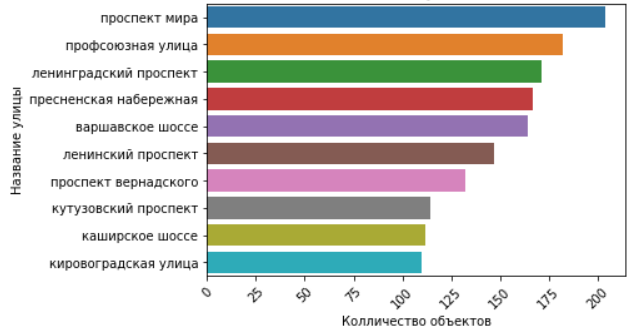 проспект мира
профсоюзная улица
ленинградский проспект
пресненская набережная
варшавское шоссе
ленинский проспект
проспект вернадского
кутузовский проспект
каширское шоссе
кировоградская улица
Название улицы
0 25 50 75 100 125 150 175 200
Колличество объектов